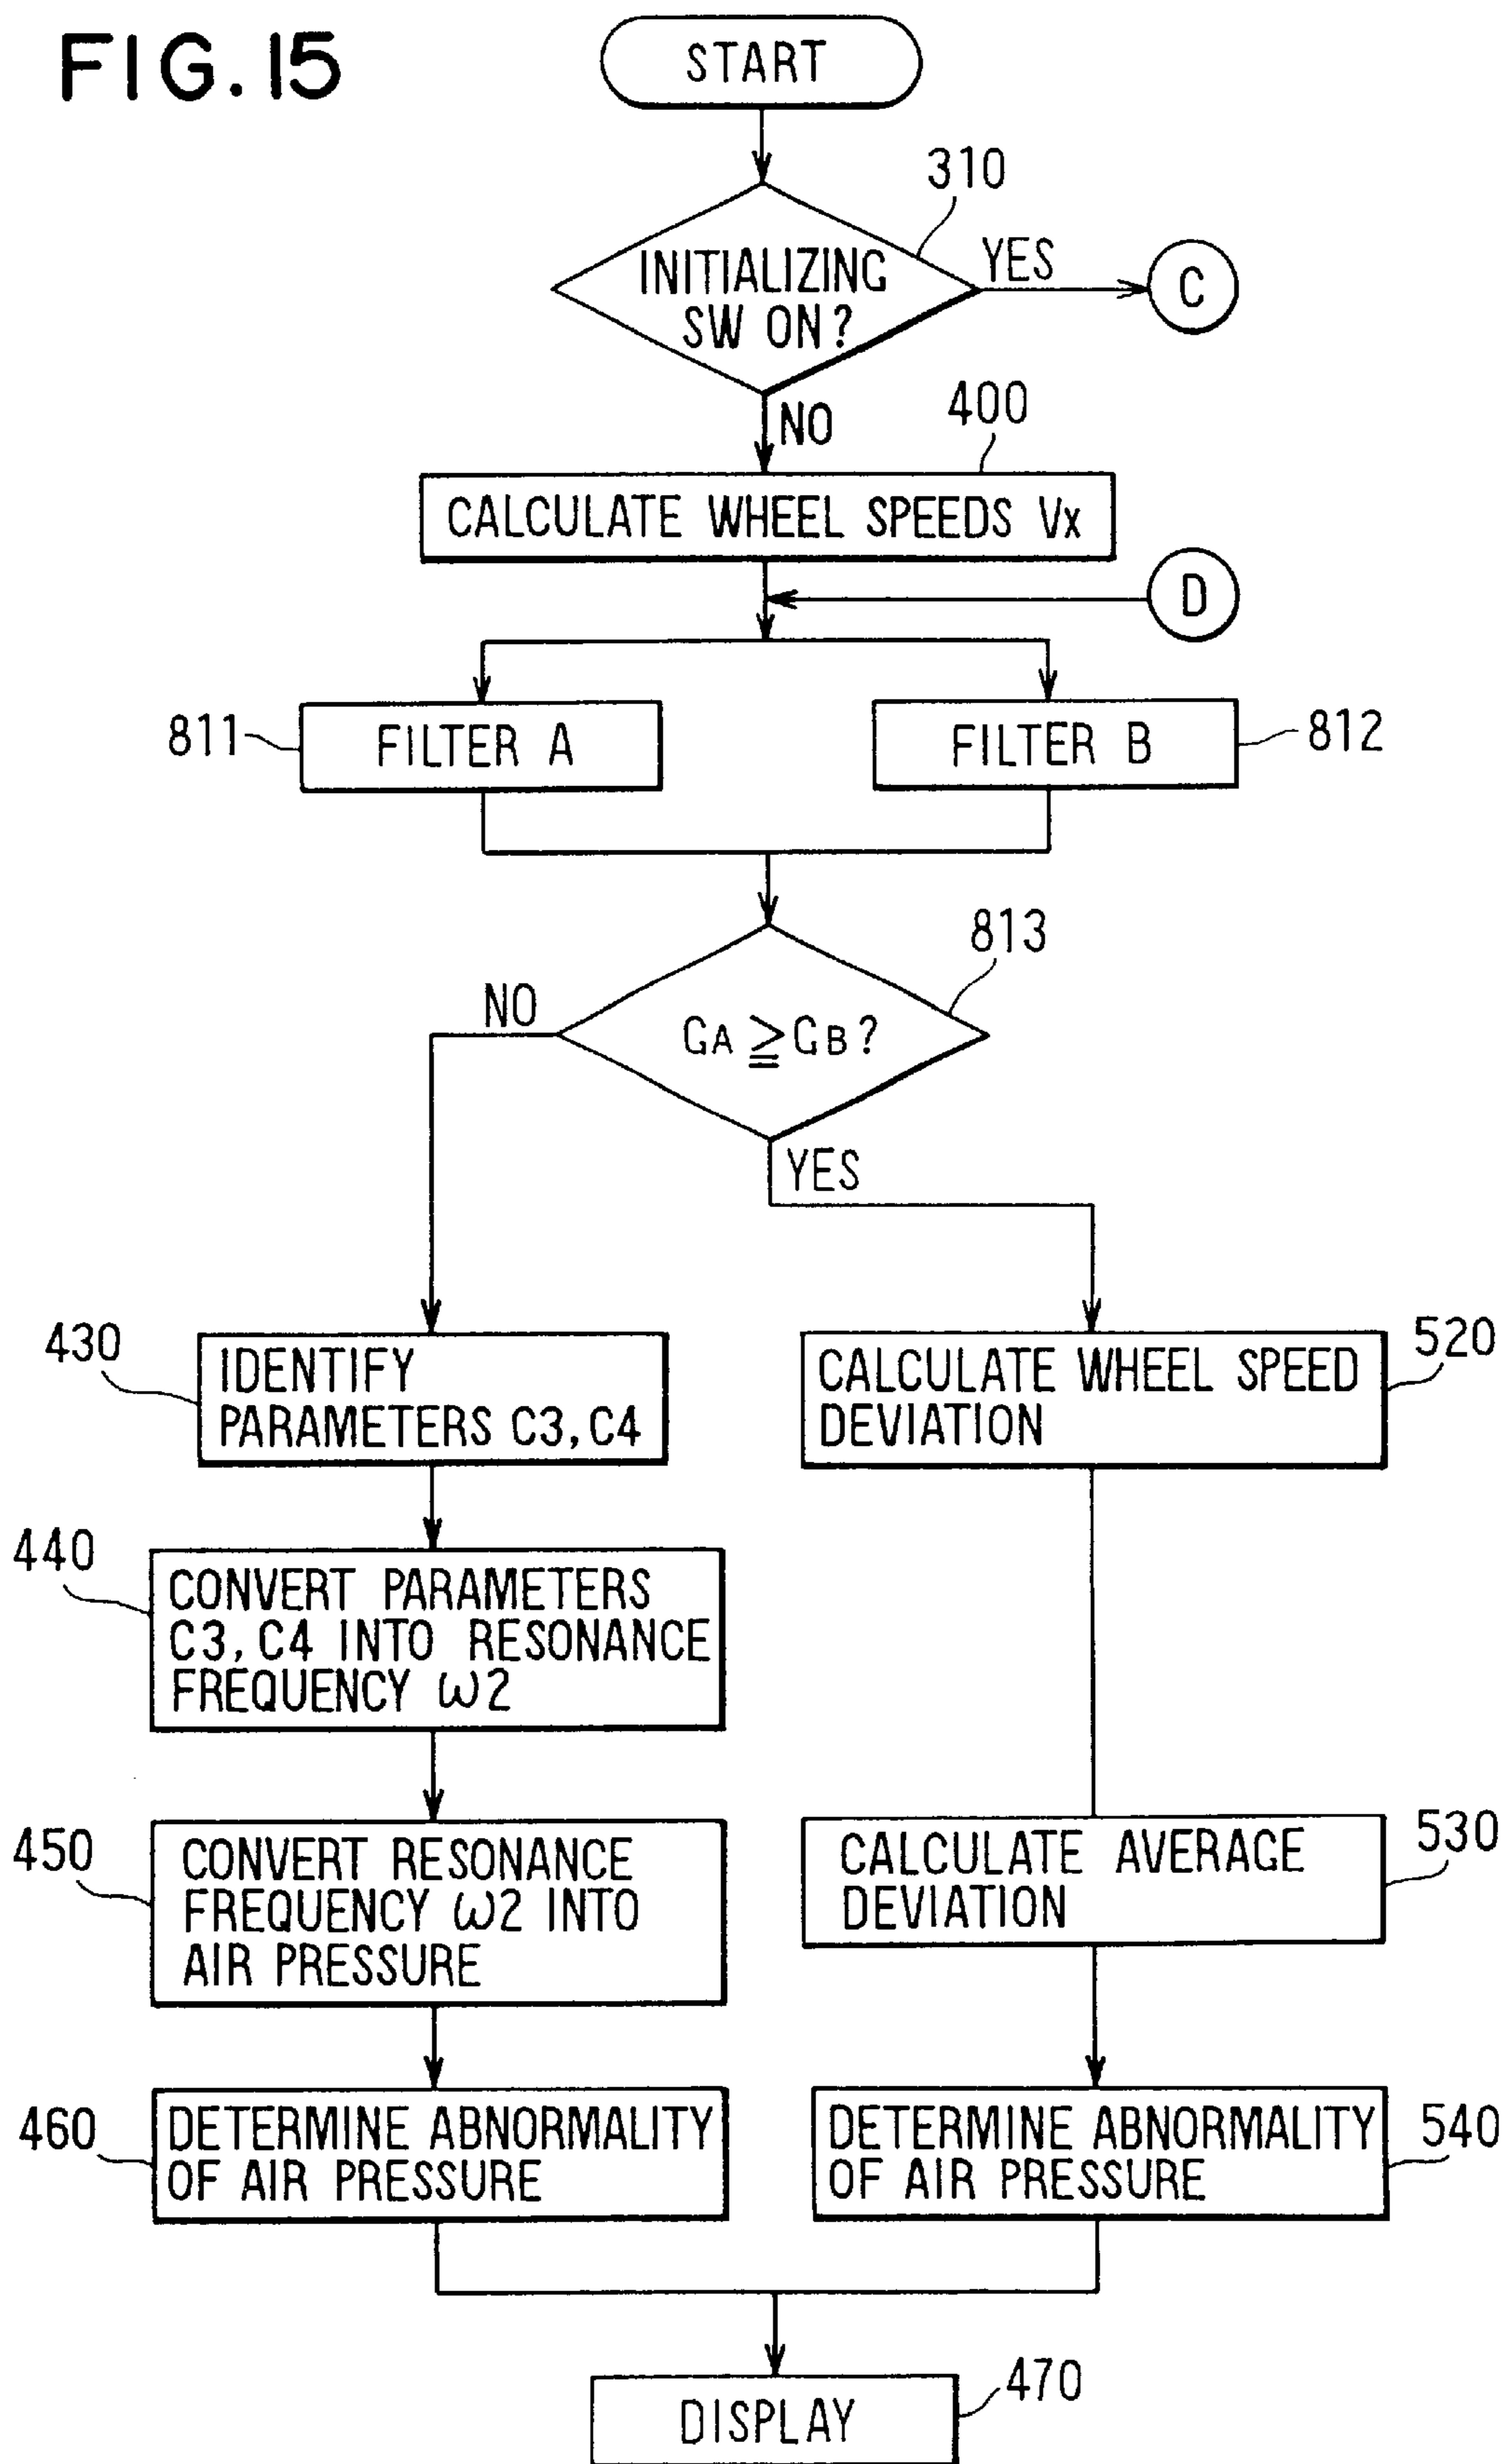 FIG. 15
START
310
INITIALIZING
SW ON?
YES
C
NO
400
CALCULATE WHEEL SPEEDS Vx
D
811
FILTER A
FILTER B
812
813
NO
GA ≧ GB?
YES
430
IDENTIFY
PARAMETERS C3, C4
CALCULATE WHEEL SPEED
DEVIATION
520
440
CONVERT PARAMETERS
C3, C4 INTO RESONANCE
FREQUENCY ω2
450
CONVERT RESONANCE
FREQUENCY ω2 INTO
AIR PRESSURE
CALCULATE AVERAGE
DEVIATION
530
460
DETERMINE ABNORMALITY
OF AIR PRESSURE
DETERMINE ABNORMALITY
OF AIR PRESSURE
540
DISPLAY
470